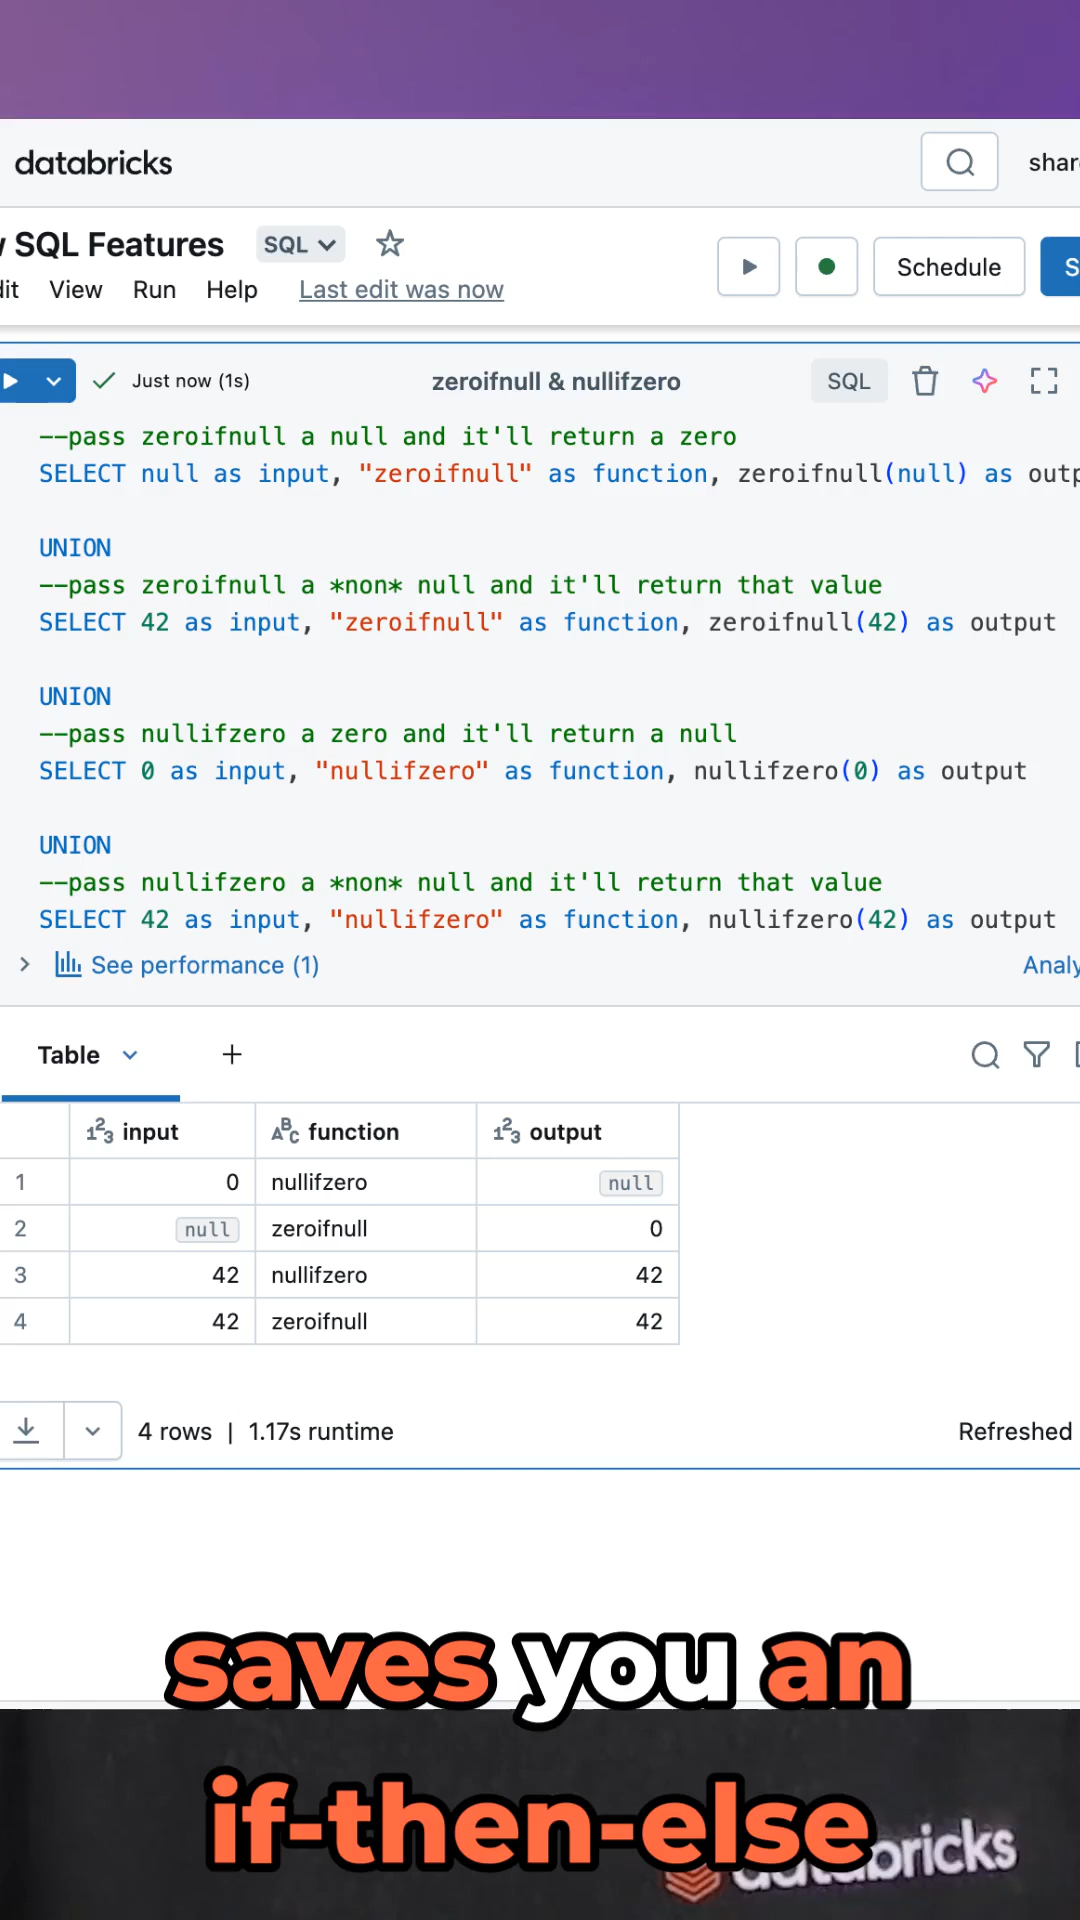 databricks
shar
SQL Features
SQL
Schedule
S
dit View Run Help Last edit was now
Just now (1s)
zeroifnull & nullifzero
SQL
--pass zeroifnull a null and it'll return a zero
SELECT null as input, "zeroifnull" as function, zeroifnull(null) as outp
UNION
--pass zeroifnull a *non* null and it'll return that value
SELECT 42 as input, "zeroifnull" as function, zeroifnull(42) as output
UNION
--pass nullifzero a zero and it'll return a null
SELECT 0 as input, "nullifzero" as function, nullifzero(0) as output
UNION
--pass nullifzero a *non* null and it'll return that value
SELECT 42 as input, "nullifzero" as function, nullifzero(42) as output
See performance (1)
Analy
Table +
input function output
1 0 nullifzero null
2 null zeroifnull 0
3 42 nullifzero 42
4 42 zeroifnull 42
4 rows | 1.17s runtime
Refreshed
saves you an
if-then-else
databricks